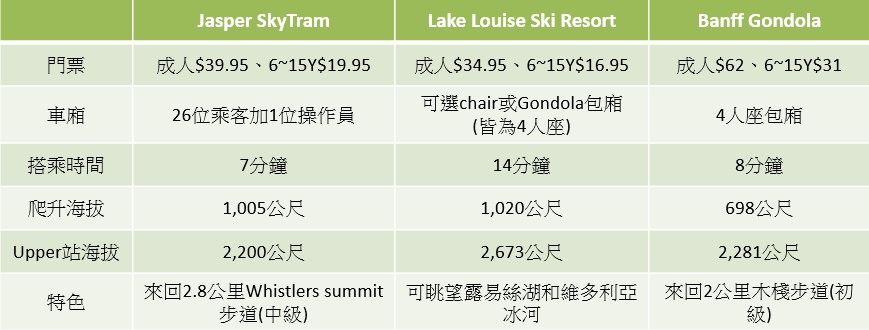 Jasper SkyTram Lake Louise Ski Resort Banff Gondola
門票 成人$39.95、6~15Y$19.95 成人$34.95、6~15Y$16.95 成人$62、6~15Y$31
車廂 26位乘客加1位操作員 可選chair或Gondola包廂
(皆為4人座) 4人座包廂
搭乘時間 7分鐘 14分鐘 8分鐘
爬升海拔 1,005公尺 1,020公尺 698公尺
Upper站海拔 2,200公尺 2,673公尺 2,281公尺
特色 來回2.8公里Whistlers summit
步道(中級) 可眺望露易絲湖和維多利亞
冰河 來回2公里木棧步道(初
級)